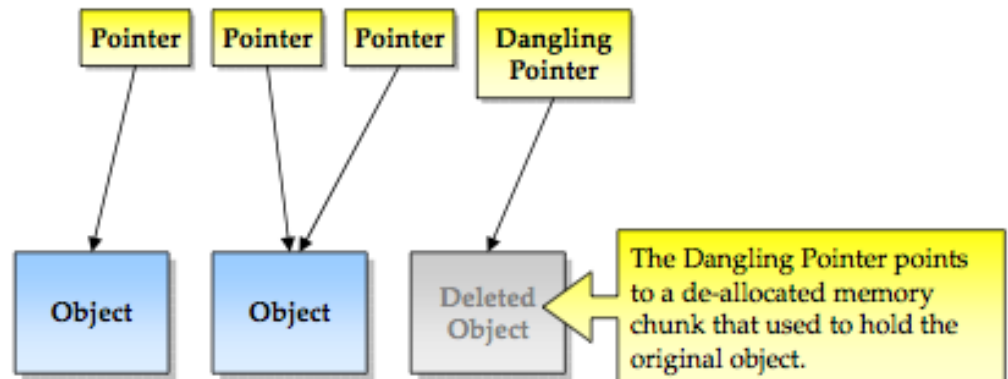 Pointer
Pointer
Pointer
Dangling
Pointer
Object
Object
Deleted
Object
The Dangling Pointer points
to a de-allocated memory
chunk that used to hold the
original object.